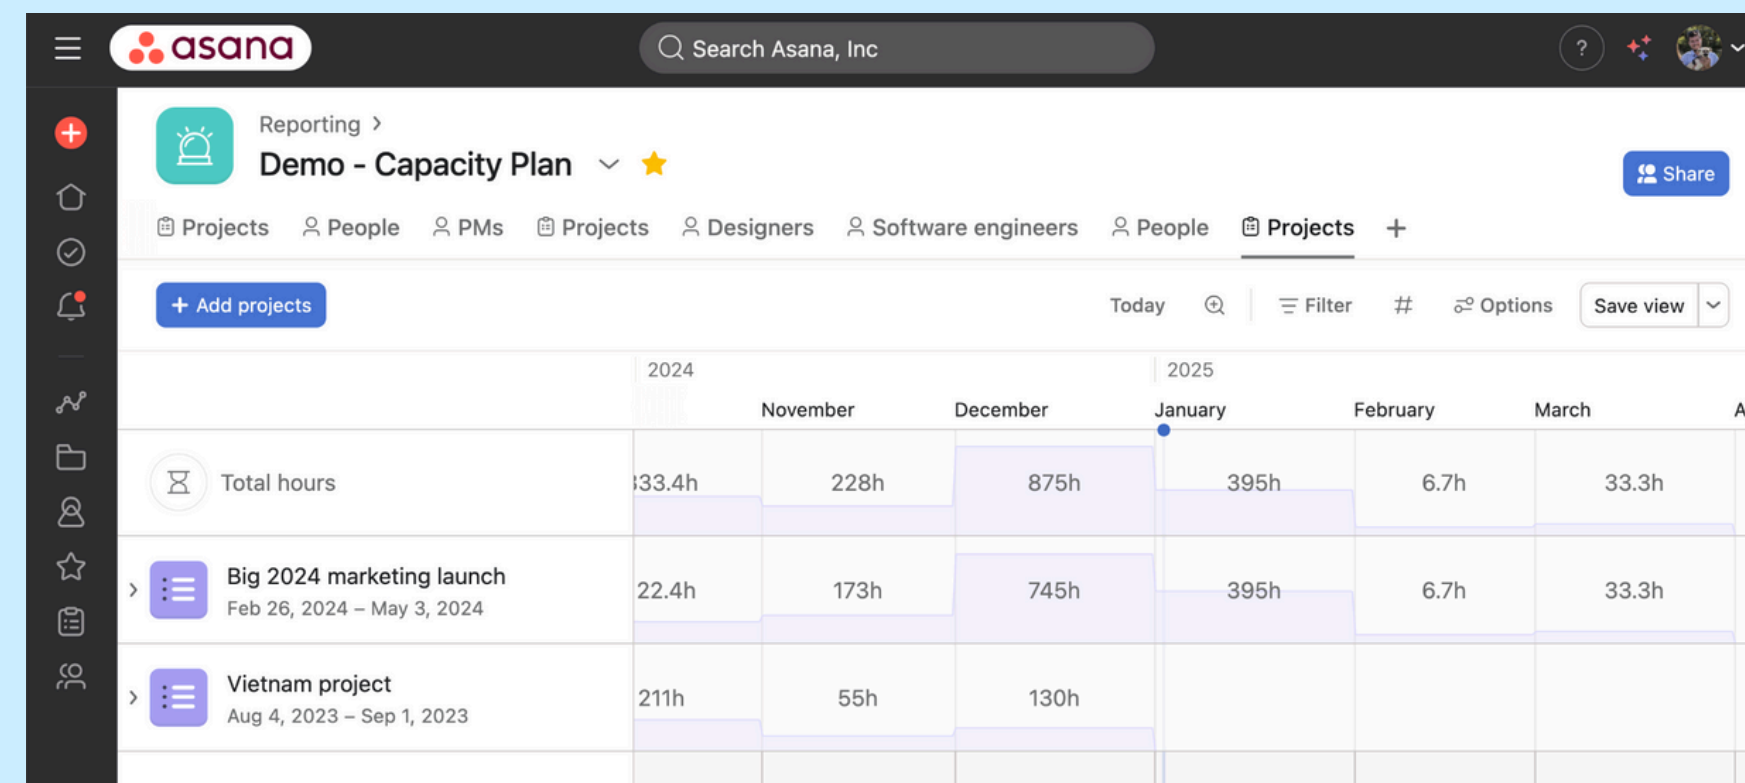 asana
Search Asana, Inc
?
Reporting >
Demo - Capacity Plan
Projects People PMs Projects Designers Software engineers People Projects +
Share
+ Add projects
Today Filter # Options Save view
2024 2025
November December January February March
Total hours 33.4h 228h 875h 395h 6.7h 33.3h
Big 2024 marketing launch
22.4h 173h 745h 395h 6.7h 33.3h
Feb 26, 2024 – May 3, 2024
Vietnam project
211h 55h 130h
Aug 4, 2023 – Sep 1, 2023